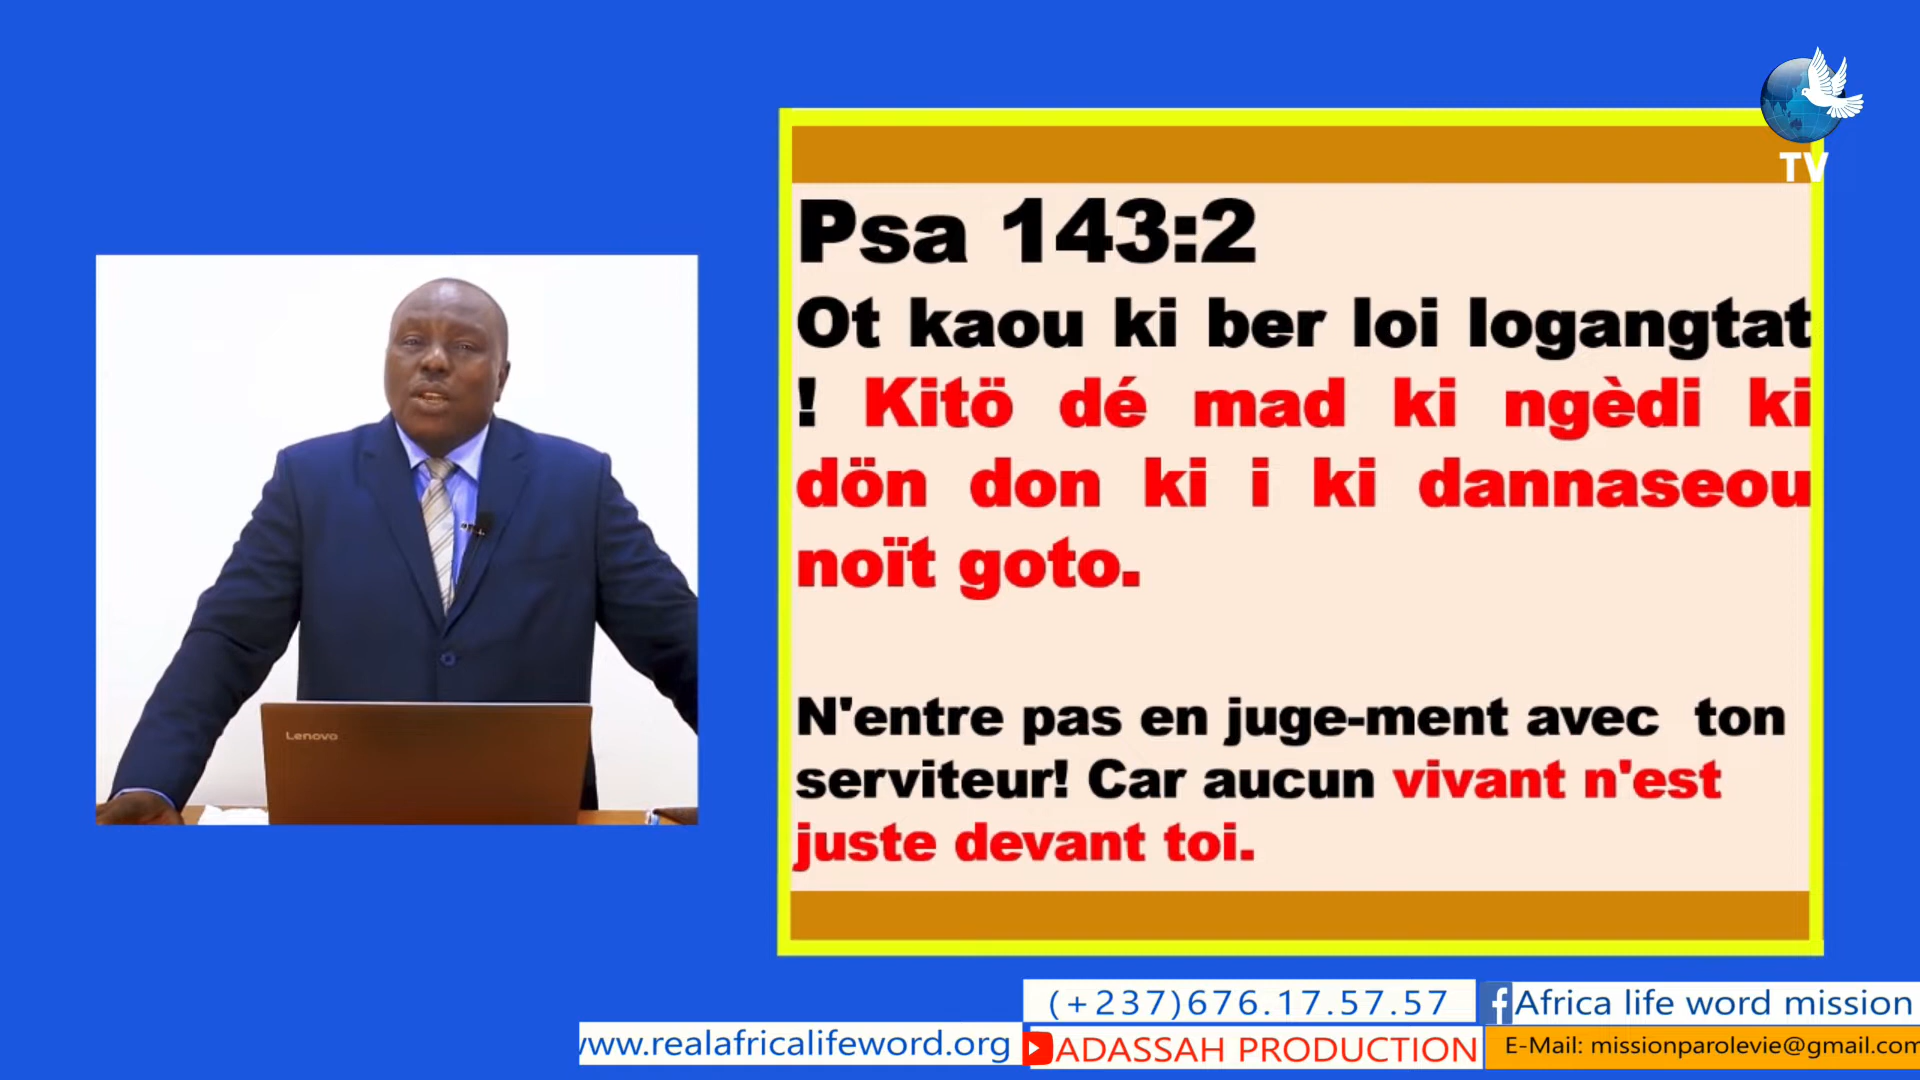 TV
Psa 143:2
Ot kaou ki ber loi logangtat
! Kitö dé mad ki ngèdi ki
dön don ki i ki dannaseou
noït goto.
N'entre pas en juge-ment avec ton
serviteur! Car aucun vivant n'est
juste devant toi.
Lenovo
(+237)676.17.57.57
Africa life word mission
www.realafricalifeword.org
ADASSAH PRODUCTION
E-Mail: missionparolevie@gmail.com